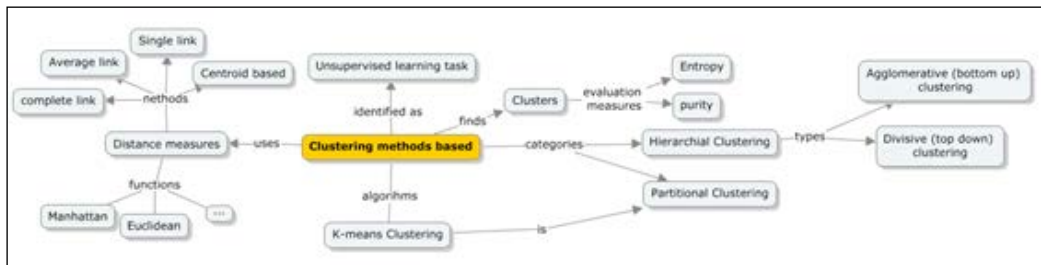 Single link
Average link
Centroid based
complete link
nethods
Distance measures
uses
functions
Manhattan
Euclidean
...
Unsupervised learning task
identified as
finds
Clusters
evaluation
measures
Entropy
purity
Clustering methods based
categories
Hierarchial Clustering
types
Agglomerative (bottom up)
clustering
Divisive (top down)
clustering
Partitional Clustering
algorihms
K-means Clustering
is